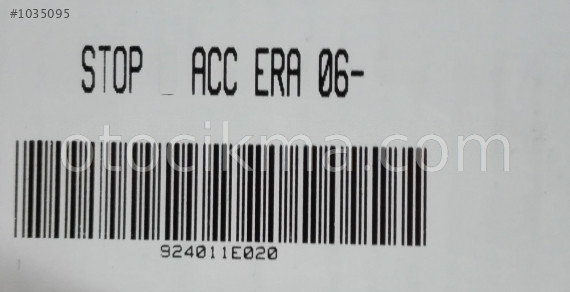 #1035095
STOP _ ACC ERA 06-
otocikma.com
924011E020